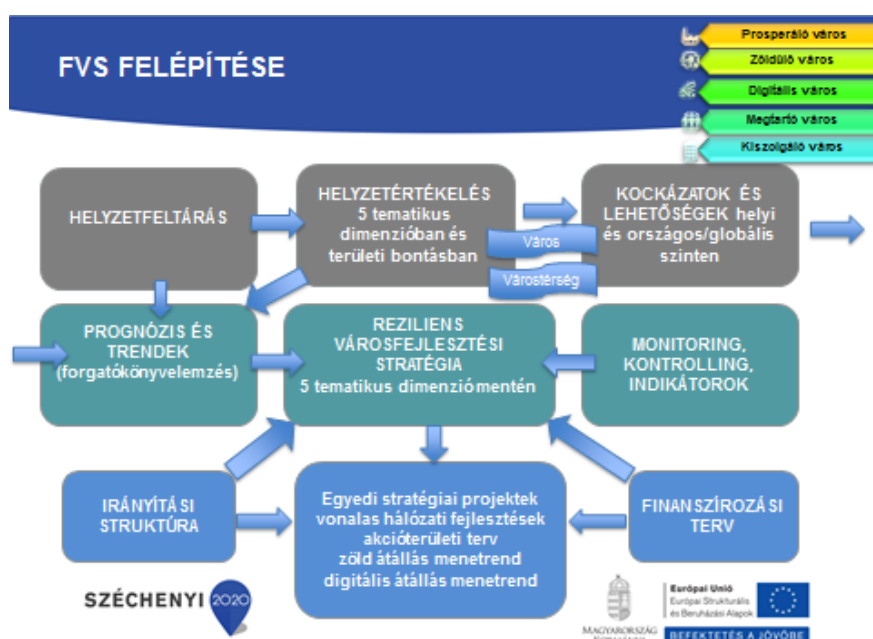 FVS FELÉPÍTÉSE
Prosperáló város
Zöldülő város
Digitális város
Megtartó város
Kiszolgáló város
HELYZETFELTÁRÁS
HELYZETÉRTÉKELÉS
5 tematikus
dimenzióban és
területi bontásban
KOCKÁZATOK ÉS
LEHETŐSÉGEK helyi
és országos/globális
szinten
Város
Várostérség
PROGNÓZIS ÉS
TRENDEK
(forgatókönyvelemzés)
REZILIENS
VÁROSFEJLESZTÉSI
STRATÉGIA
5 tematikus dimenziómentén
MONITORING,
KONTROLLING,
INDIKÁTOROK
IRÁNYÍTÁSI
STRUKTÚRA
Egyedi stratégiai projektek
vonalas hálózati fejlesztések
akcióterületi terv
zöld átállás menetrend
digitális átállás menetrend
FINANSZÍROZÁSI
TERV
SZÉCHENYI 2020
MAGYARORSZÁG
Európai Unió
Európai Strukturális
és Beruházási Alapok
BEFEKTETÉS A JÖVŐBE